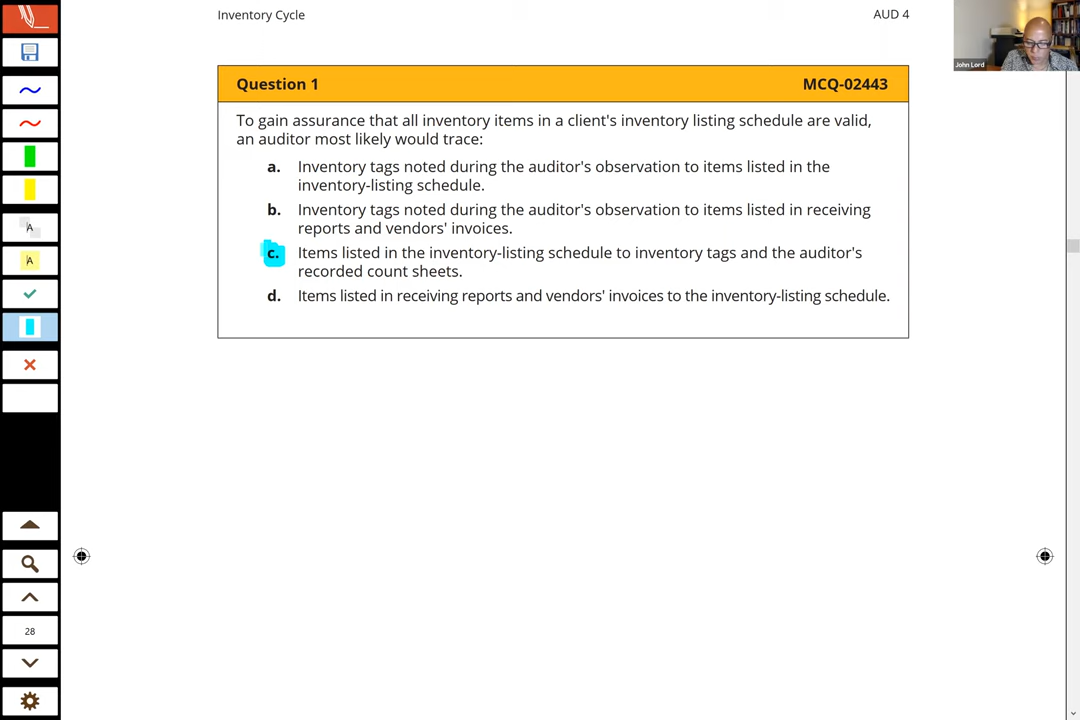 Inventory Cycle
AUD 4
John Lord
Question 1
MCQ-02443
To gain assurance that all inventory items in a client's inventory listing schedule are valid,
an auditor most likely would trace:
a. Inventory tags noted during the auditor's observation to items listed in the
inventory-listing schedule.
b. Inventory tags noted during the auditor's observation to items listed in receiving
reports and vendors' invoices.
c. Items listed in the inventory-listing schedule to inventory tags and the auditor's
recorded count sheets.
d. Items listed in receiving reports and vendors' invoices to the inventory-listing schedule.
A
A
28